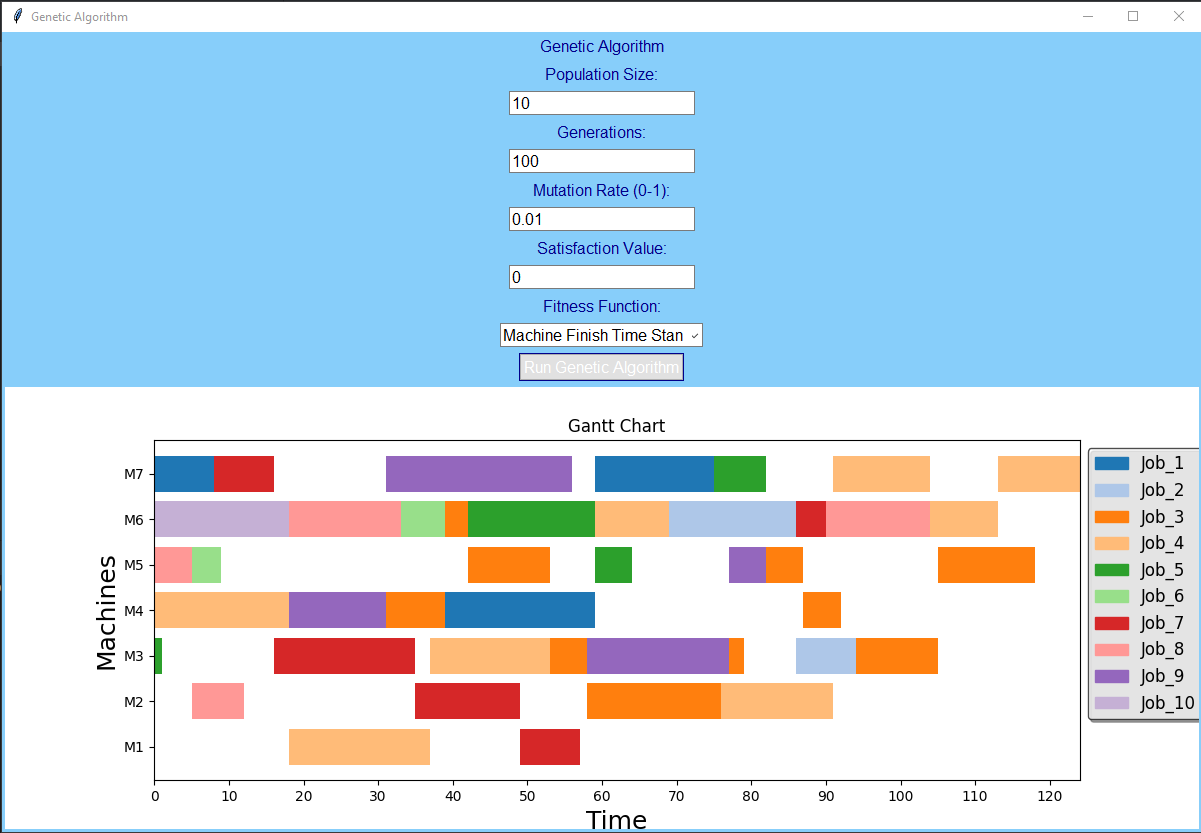 Genetic Algorithm
Genetic Algorithm
Population Size:
10
Generations:
100
Mutation Rate (0-1):
0.01
Satisfaction Value:
0
Fitness Function:
Machine Finish Time Stan
Run Genetic Algorithm
Gantt Chart
Machines
M7
M6
M5
M4
M3
M2
M1
0 10 20 30 40 50 60 70 80 90 100 110 120
Time
Job_1
Job_2
Job_3
Job_4
Job_5
Job_6
Job_7
Job_8
Job_9
Job_10